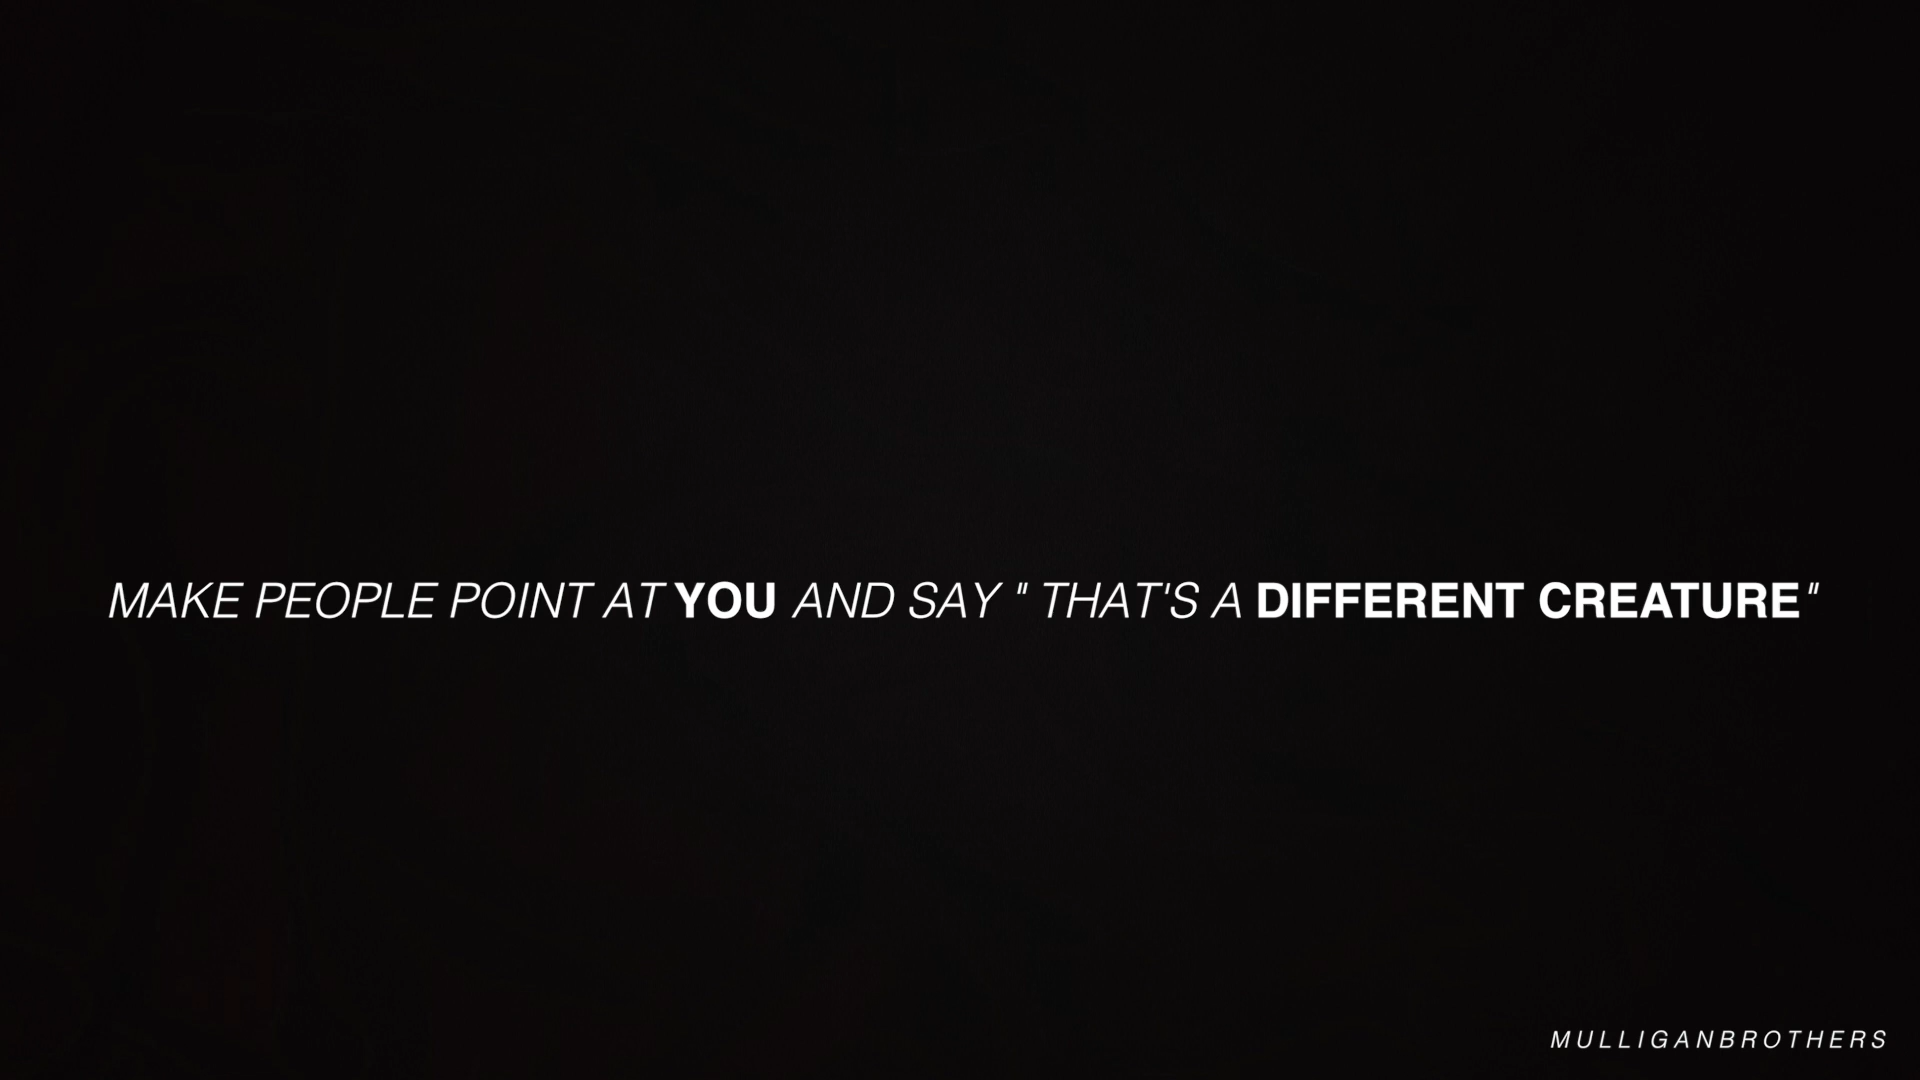 MAKE PEOPLE POINT AT YOU AND SAY " THAT'S A DIFFERENT CREATURE"
MULLIGANBROTHERS